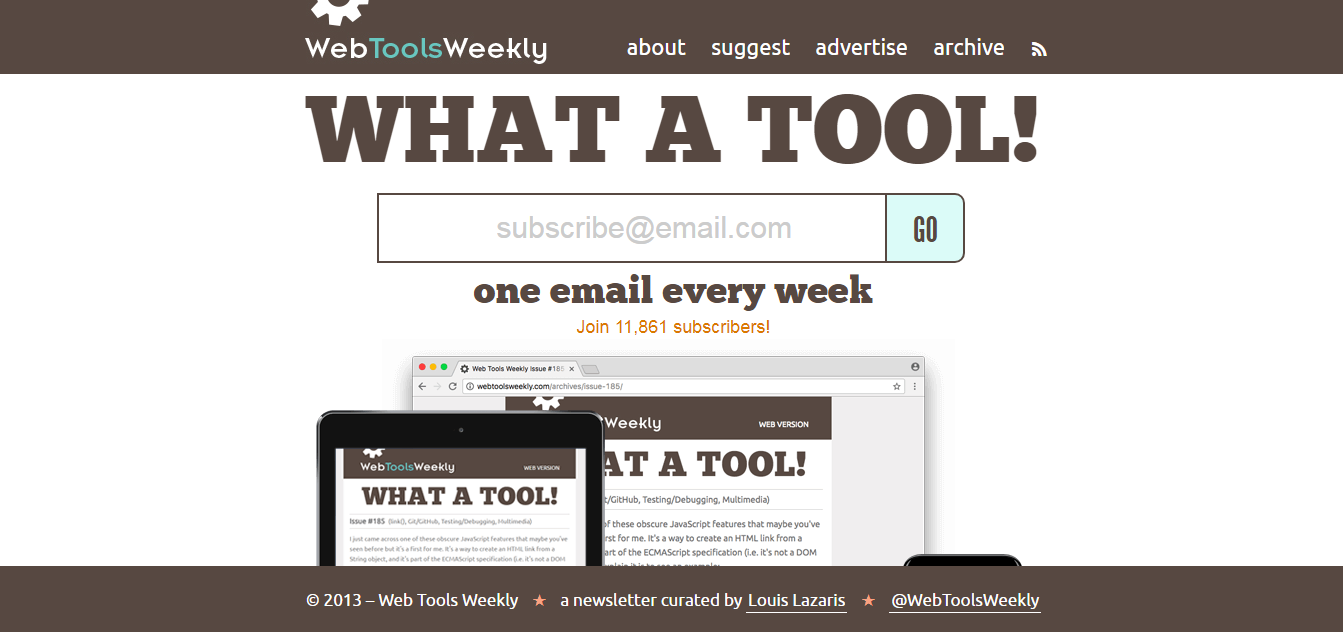 WebToolsWeekly
about suggest advertise archive
WHAT A TOOL!
subscribe@email.com GO
one email every week
Join 11,861 subscribers!
Web Tools Weekly Issue #185
webtoolsweekly.com/archives/issue-185/
Weekly WEB VERSION
AT A TOOL!
t/GitHub, Testing/Debugging, Multimedia)
of these obscure JavaScript features that maybe you've
first for me. It's a way to create an HTML link from a
art of the ECMAScript specification (i.e. it's not a DOM
WebToolsWeekly WEB VERSION
WHAT A TOOL!
Issue #185 (link(), Git/GitHub, Testing/Debugging, Multimedia)
I just came across one of these obscure JavaScript features that maybe you've
seen before but it's a first for me. It's a way to create an HTML link from a
String object, and it's part of the ECMAScript specification (i.e. it's not a DOM
© 2013 – Web Tools Weekly ★ a newsletter curated by Louis Lazaris ★ @WebToolsWeekly